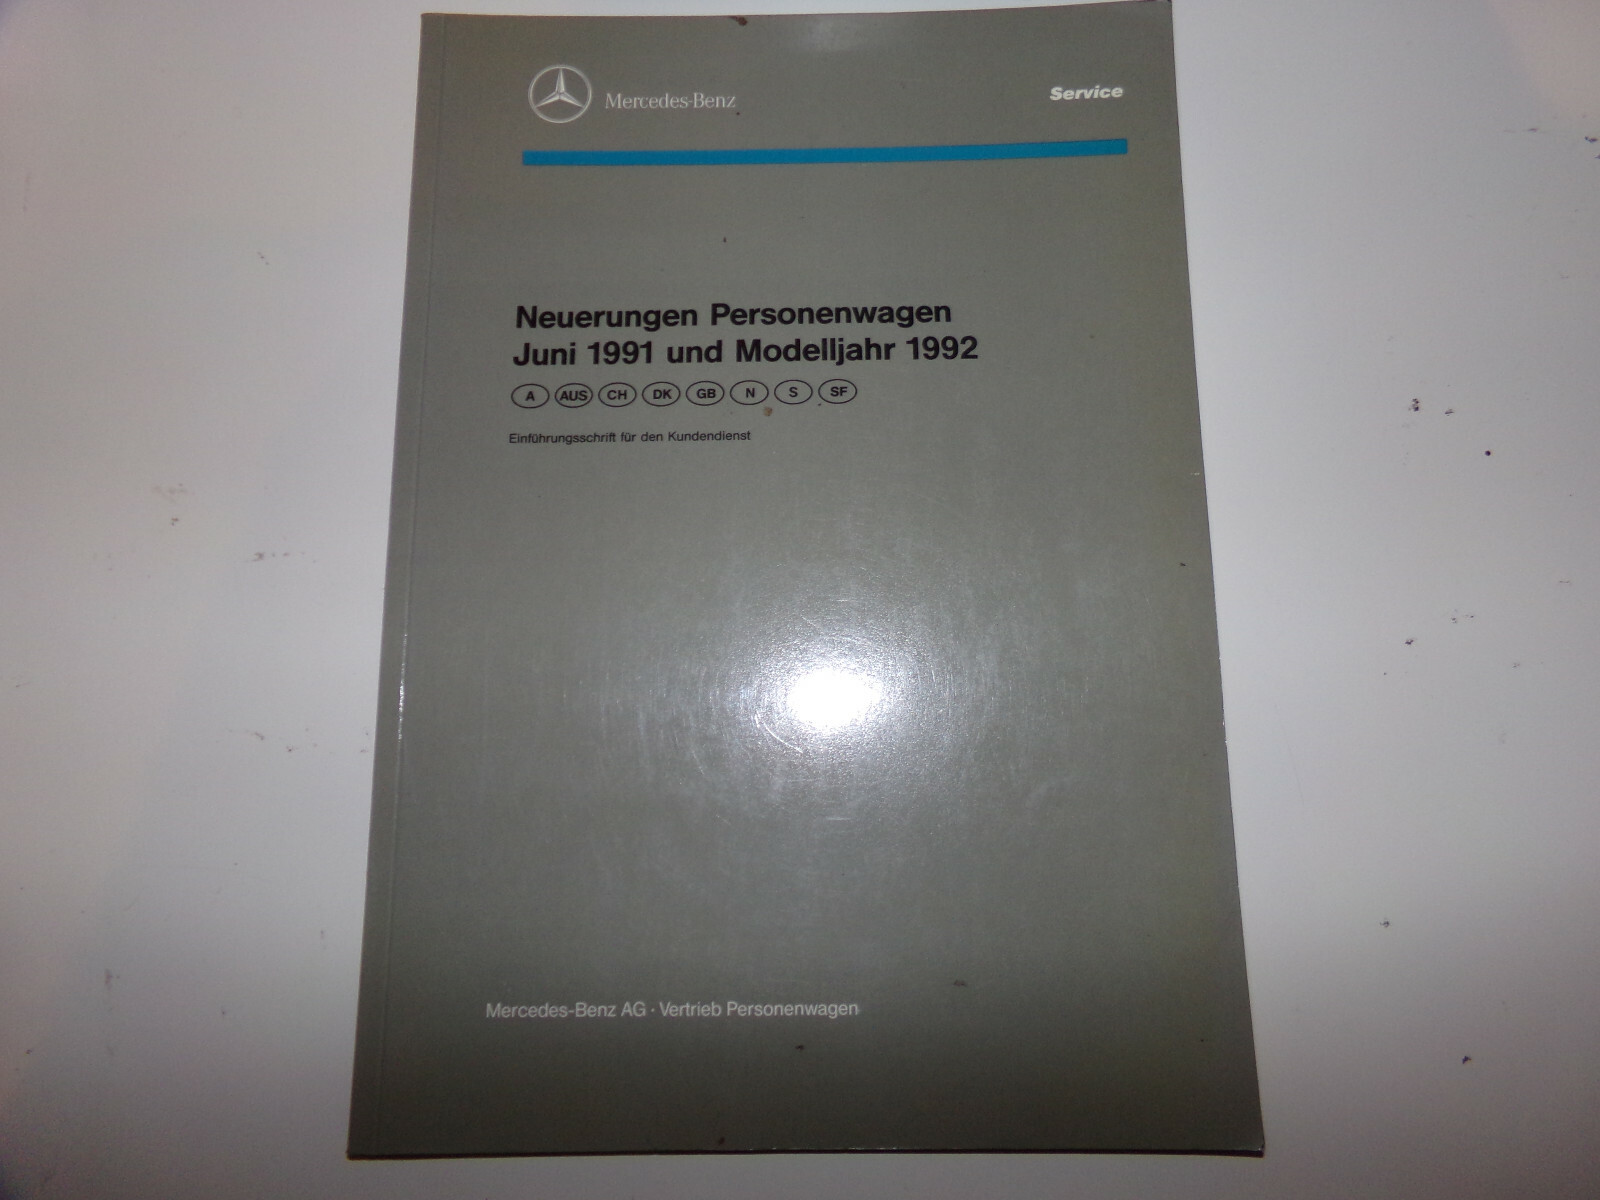 Mercedes-Benz
Service
Neuerungen Personenwagen
Juni 1991 und Modelljahr 1992
A AUS CH DK GB N S SF
Einführungsschrift für den Kundendienst
Mercedes-Benz AG · Vertrieb Personenwagen